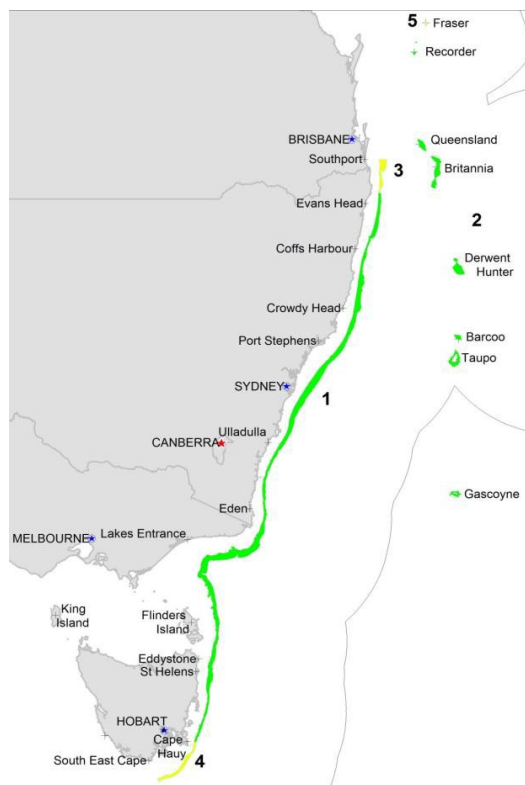 5
Fraser
Recorder
BRISBANE
Queensland
Southport
3
Britannia
Evans Head
2
Coffs Harbour
Derwent
Hunter
Crowdy Head
Port Stephens
Barcoo
Taupo
SYDNEY
1
Ulladulla
CANBERRA
Gascoyne
Eden
Lakes Entrance
MELBOURNE
King
Island
Flinders
Island
Eddystone
St Helens
HOBART
Cape
Hauy
South East Cape
4